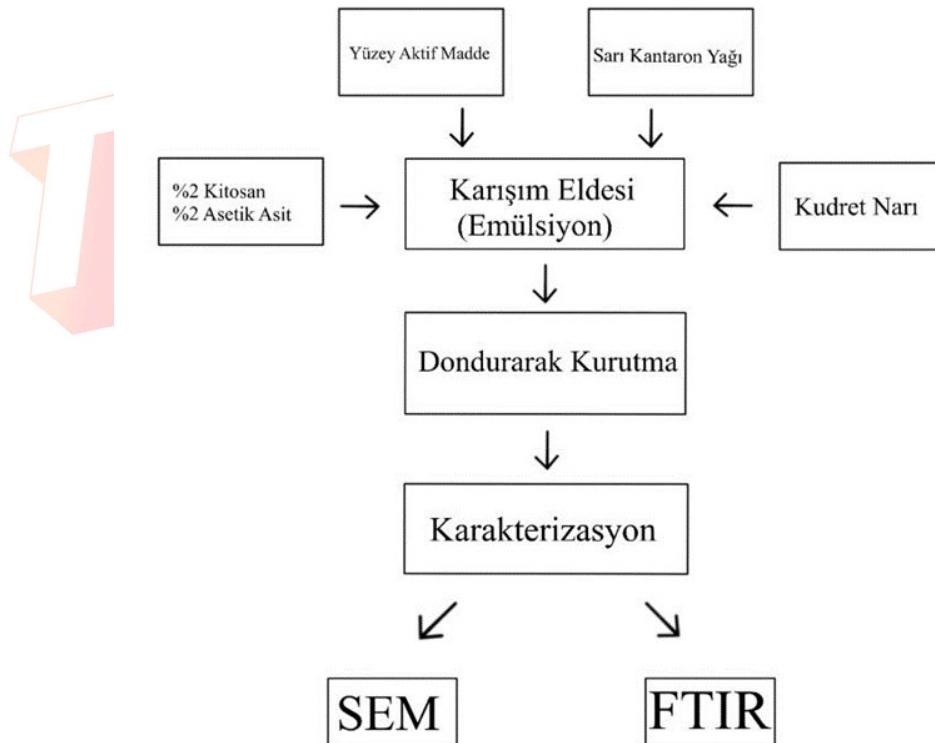 Yüzey Aktif Madde
Sarı Kantaron Yağı
%2 Kitosan
%2 Asetik Asit
Karışım Eldesi
(Emülsiyon)
Kudret Narı
Dondurarak Kurutma
Karakterizasyon
SEM
FTIR